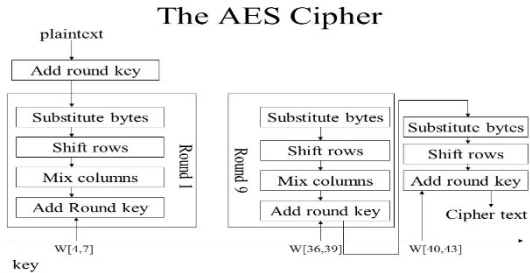 The AES Cipher
plaintext
Add round key
Substitute bytes
Shift rows
Mix columns
Add Round key
Round 1
W[4,7]
key
Substitute bytes
Shift rows
Mix columns
Add round key
Round 9
W[36,39]
Substitute bytes
Shift rows
Add round key
Cipher text
W[40,43]